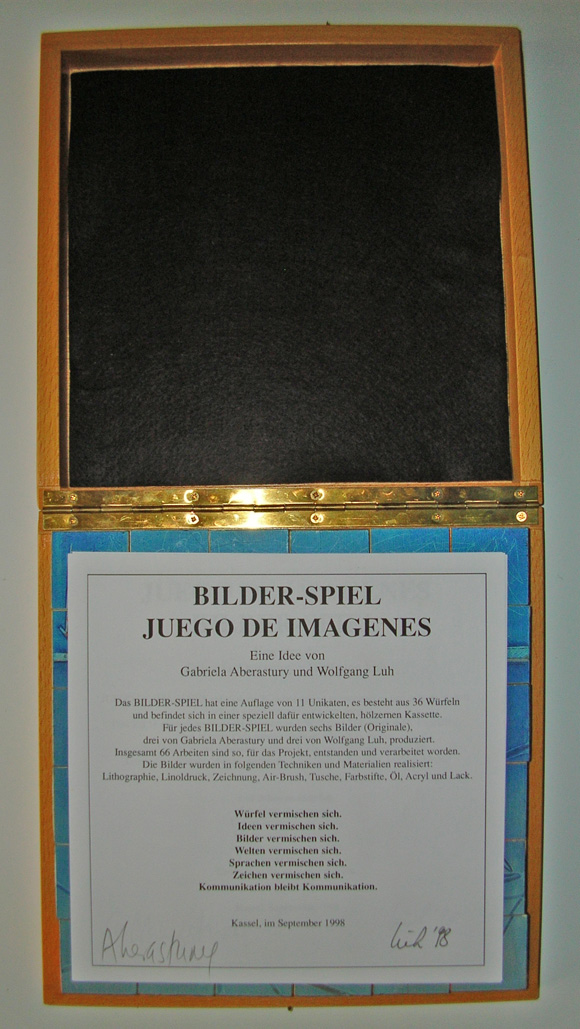 BILDER-SPIEL
JUEGO DE IMAGENES
Eine Idee von
Gabriela Aberastury und Wolfgang Luh
Das BILDER-SPIEL hat eine Auflage von 11 Unikaten, es besteht aus 36 Würfeln
und befindet sich in einer speziell dafür entwickelten, hölzernen Kassette.
Für jedes BILDER-SPIEL wurden sechs Bilder (Originale),
drei von Gabriela Aberastury und drei von Wolfgang Luh, produziert.
Insgesamt 66 Arbeiten sind so, für das Projekt, entstanden und verarbeitet worden.
Die Bilder wurden in folgenden Techniken und Materialien realisiert:
Lithographie, Linoldruck, Zeichnung, Air-Brush, Tusche, Farbstifte, Öl, Acryl und Lack.
Würfel vermischen sich.
Ideen vermischen sich.
Bilder vermischen sich.
Welten vermischen sich.
Sprachen vermischen sich.
Zeichen vermischen sich.
Kommunikation bleibt Kommunikation.
Kassel, im September 1998
Aberastury Luh '98